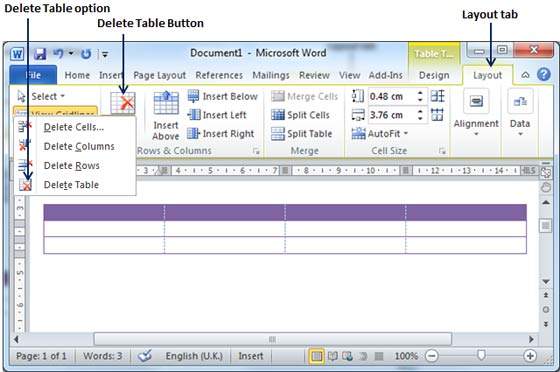 Delete Table option
Delete Table Button
Layout tab
Document1 - Microsoft Word
Table T...
File Home Insert Page Layout References Mailings Review View Add-Ins Design Layout
Select
View Gridlines
Delete Cells...
Delete Columns
Delete Rows
Delete Table
Insert Above
Insert Below
Insert Left
Insert Right
Rows & Columns
Merge Cells
Split Cells
Split Table
Merge
0.48 cm
3.76 cm
AutoFit
Cell Size
Alignment
Data
Page: 1 of 1 Words: 3 English (U.K.) Insert 100%